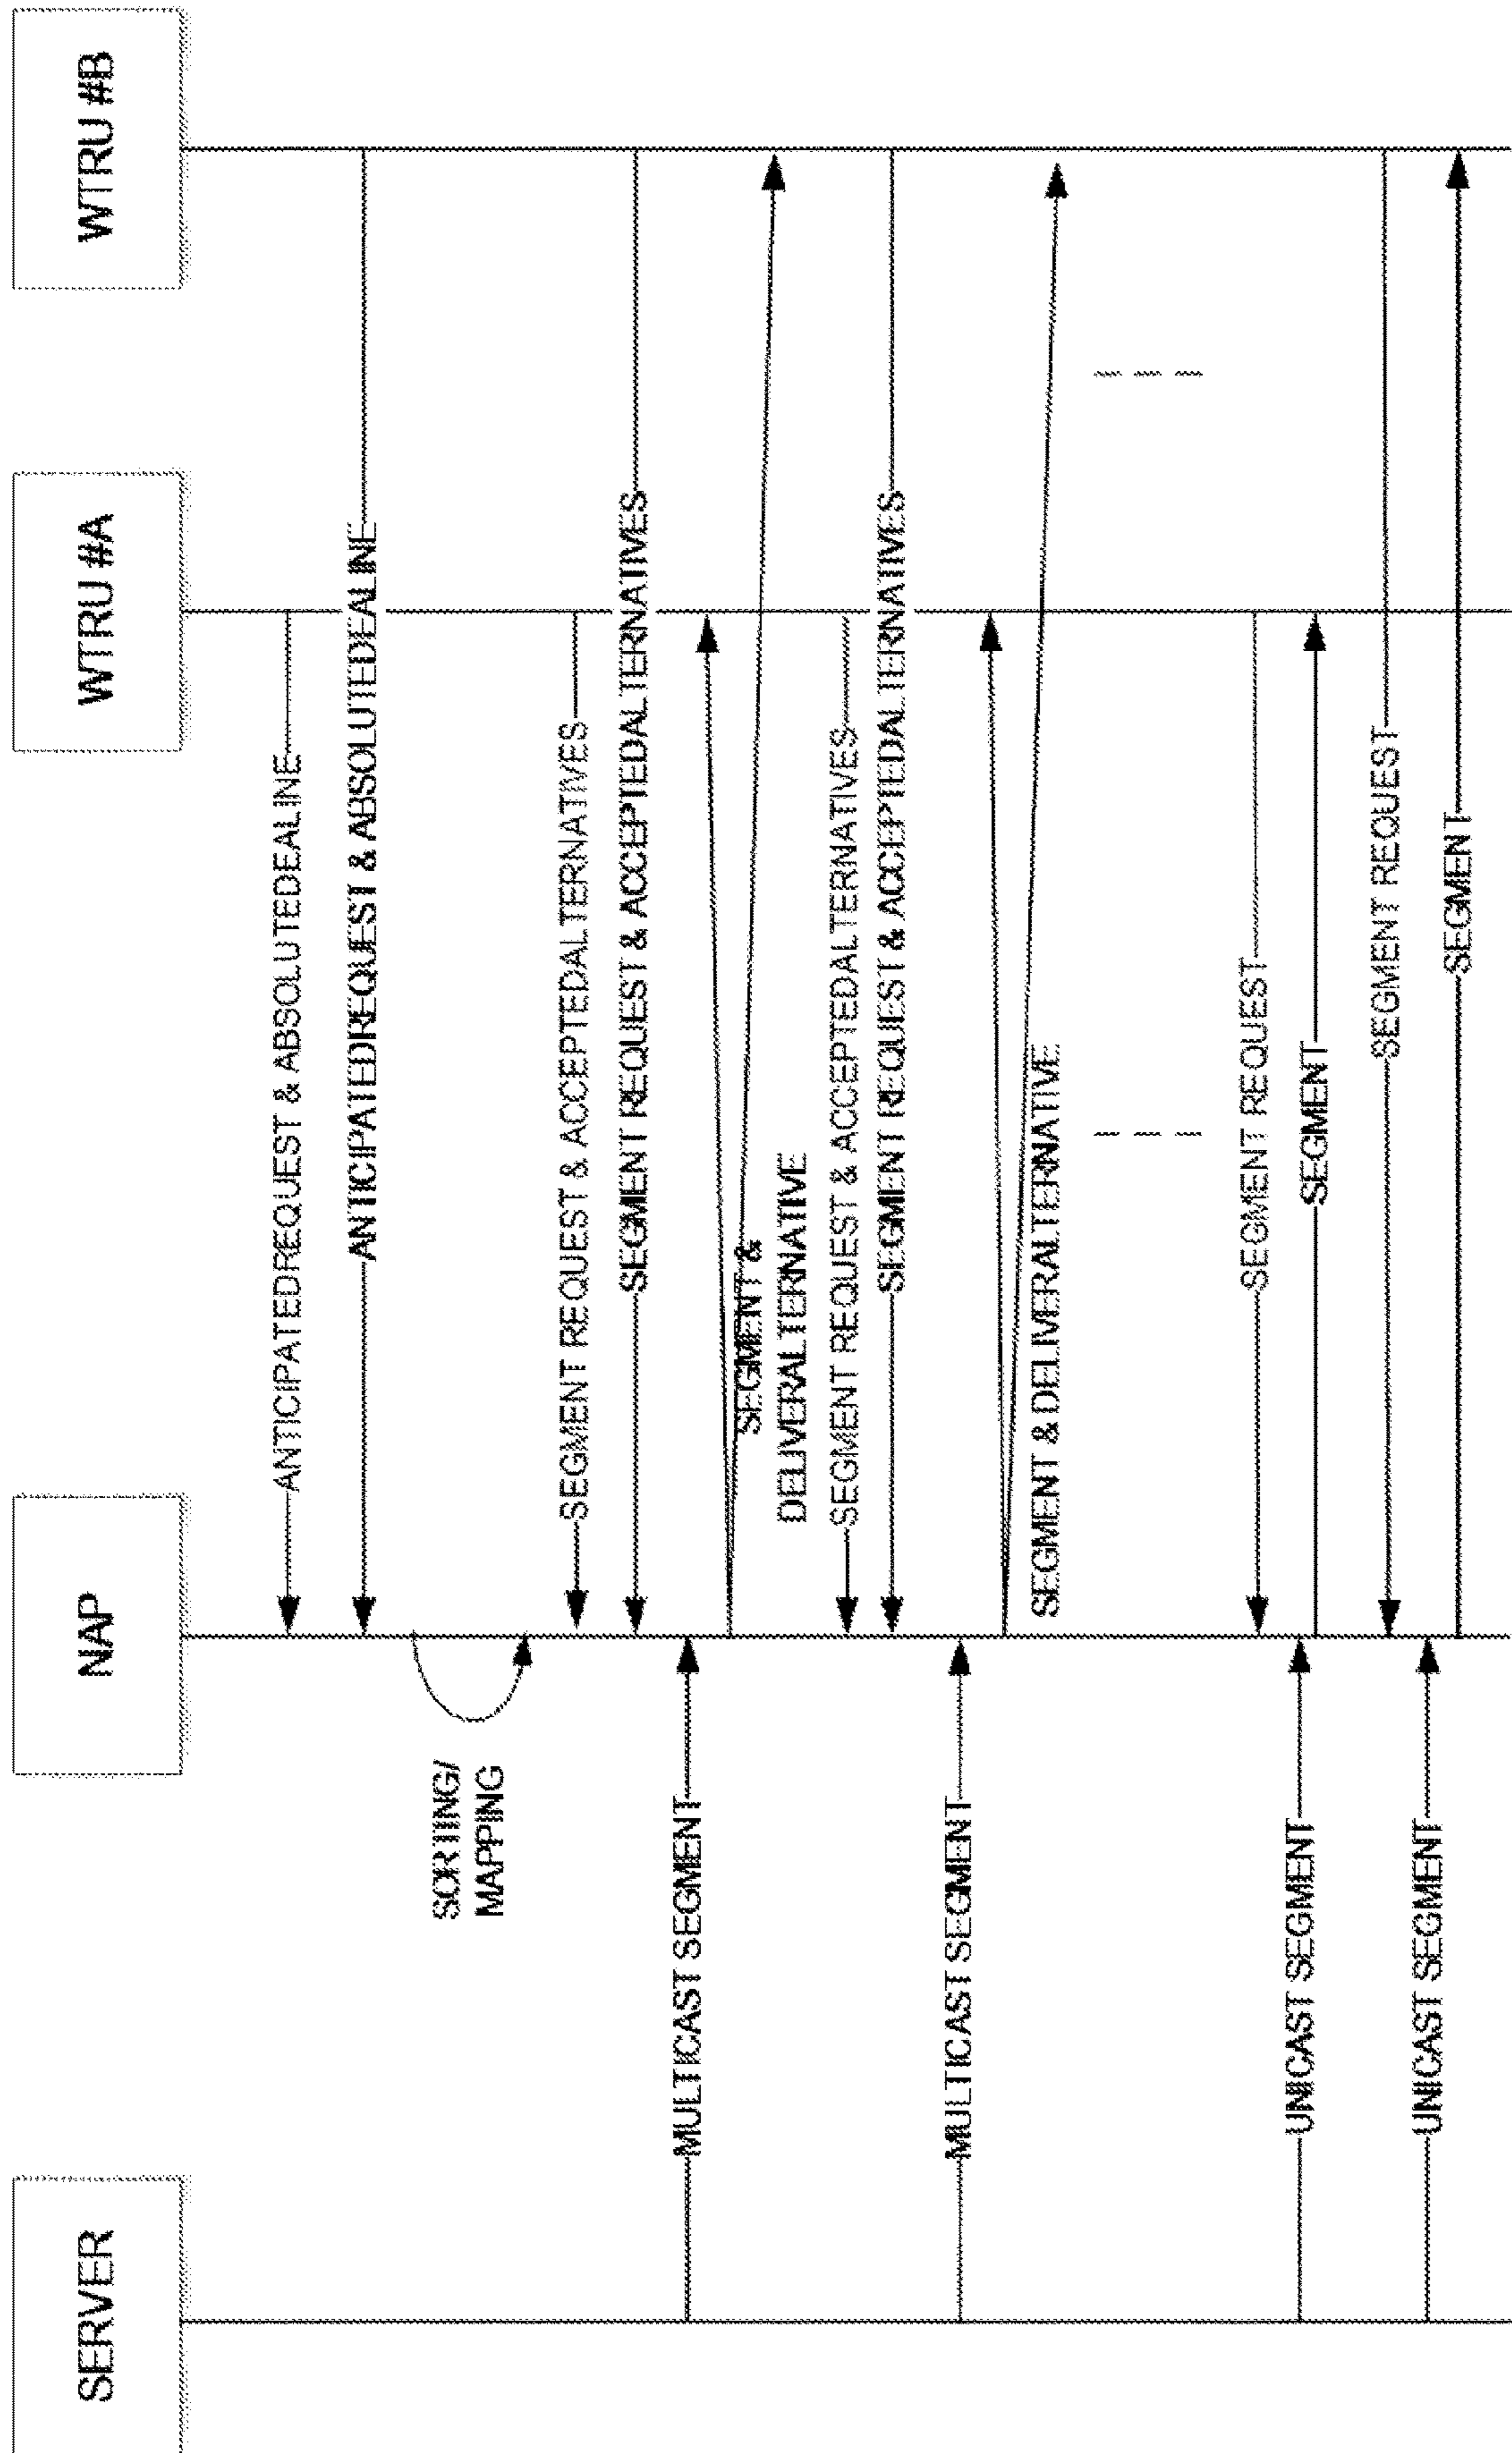 SERVER
NAP
WTRU #A
WTRU #B
ANTICIPATEDREQUEST & ABSOLUTEDEALINE
ANTICIPATEDREQUEST & ABSOLUTEDEALINE
SORTING/
MAPPING
SEGMENT REQUEST & ACCEPTEDALTERNATIVES
SEGMENT REQUEST & ACCEPTEDALTERNATIVES
MULTICAST SEGMENT
SEGMENT &
DELIVERALTERNATIVE
SEGMENT REQUEST & ACCEPTEDALTERNATIVES
SEGMENT REQUEST & ACCEPTEDALTERNATIVES
MULTICAST SEGMENT
SEGMENT & DELIVERALTERNATIVE
SEGMENT REQUEST
UNICAST SEGMENT
SEGMENT
SEGMENT REQUEST
UNICAST SEGMENT
SEGMENT